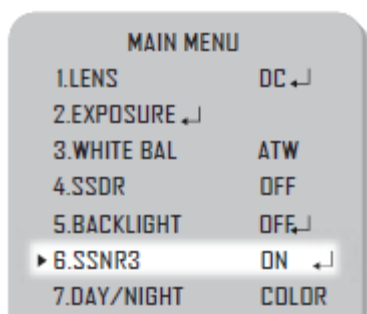 MAIN MENU
1.LENS DC↵
2.EXPOSURE↵
3.WHITE BAL ATW
4.SSDR OFF
5.BACKLIGHT OFF↵
▶6.SSNR3 ON ↵
7.DAY/NIGHT COLOR